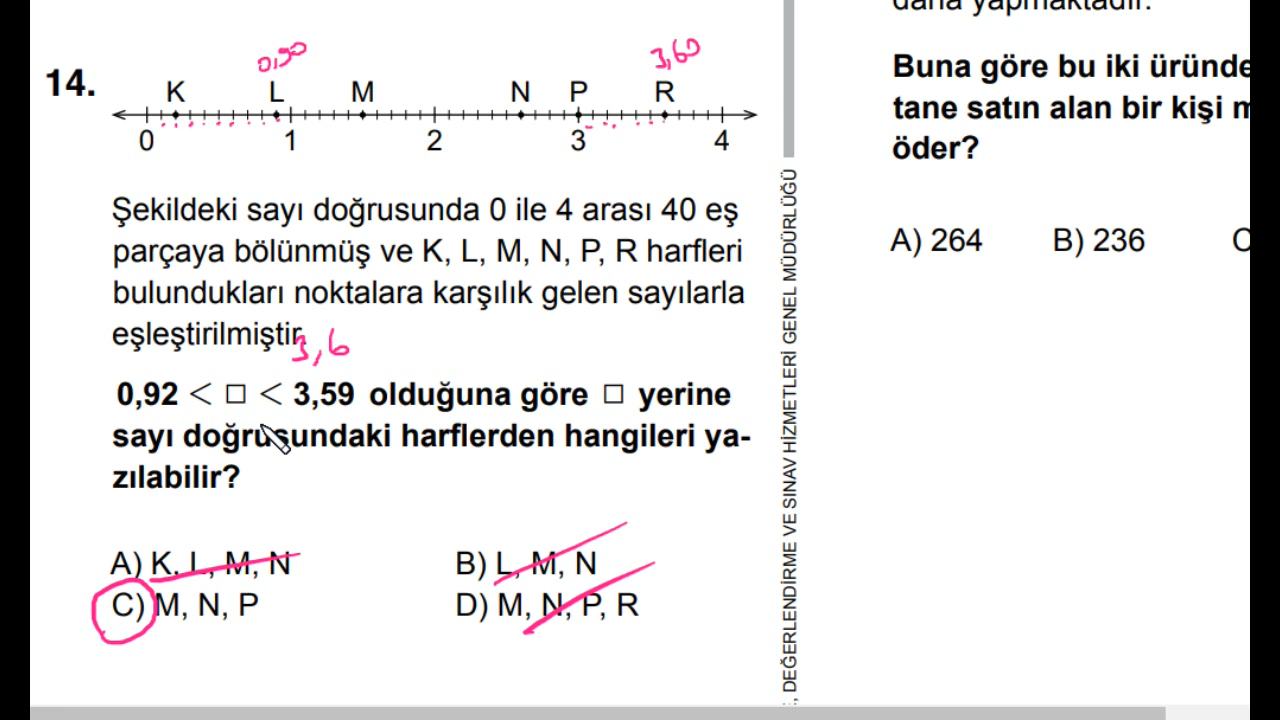 daha yapmaktadır.
14.
0,90
3,60
K L M N P R
0 1 2 3 4
Şekildeki sayı doğrusunda 0 ile 4 arası 40 eş
parçaya bölünmüş ve K, L, M, N, P, R harfleri
bulundukları noktalara karşılık gelen sayılarla
eşleştirilmiştir.
3,6
0,92 < □ < 3,59 olduğuna göre □ yerine
sayı doğrusundaki harflerden hangileri ya-
zılabilir?
A) K, L, M, N
B) L, M, N
C) M, N, P
D) M, N, P, R
DEĞERLENDİRME VE SINAV HİZMETLERİ GENEL MÜDÜRLÜĞÜ
Buna göre bu iki üründe
tane satın alan bir kişi m
öder?
A) 264 B) 236 C